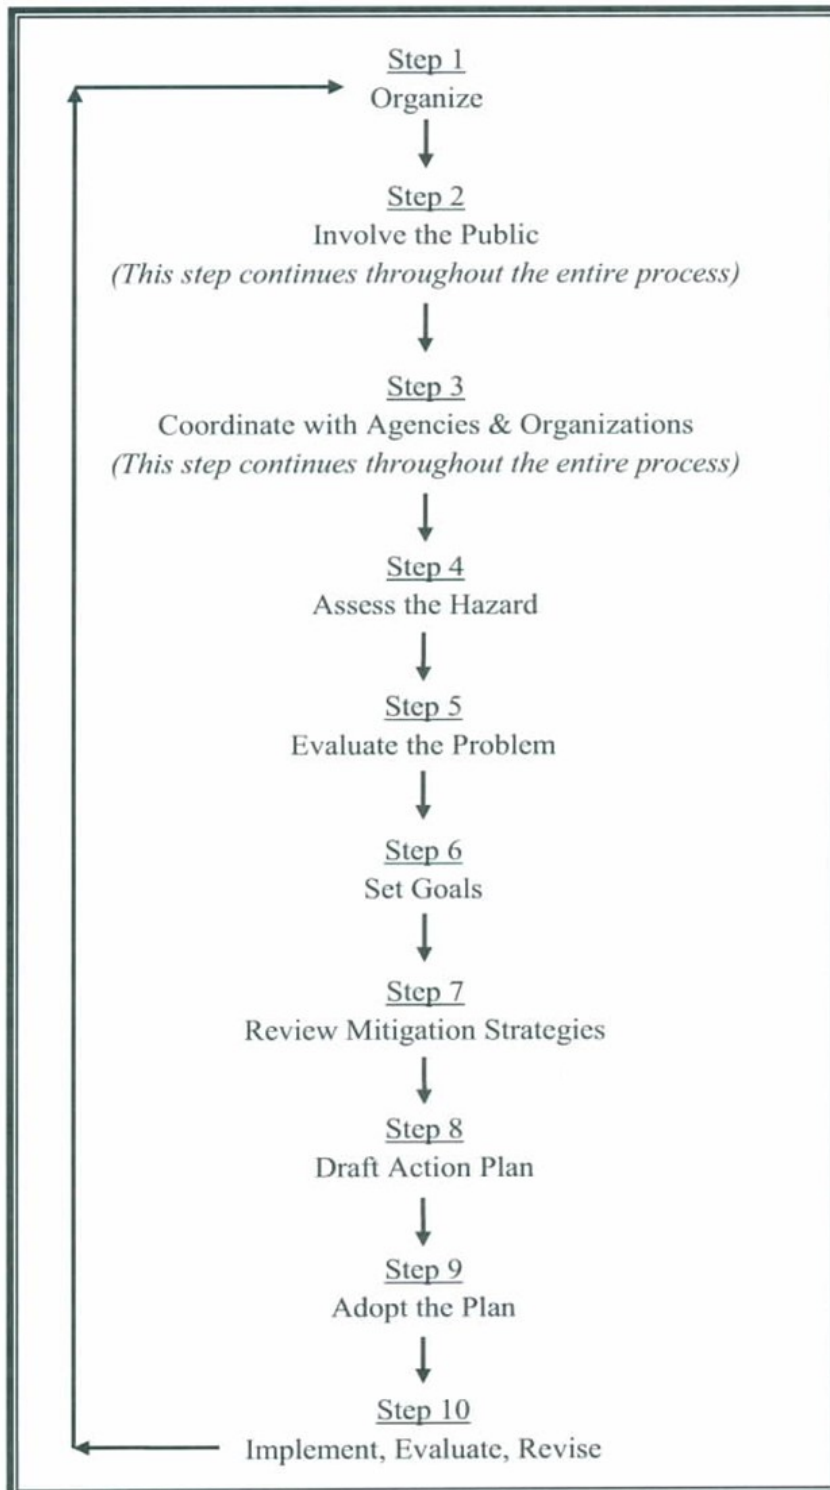 Step 1
Organize
Step 2
Involve the Public
(This step continues throughout the entire process)
Step 3
Coordinate with Agencies & Organizations
(This step continues throughout the entire process)
Step 4
Assess the Hazard
Step 5
Evaluate the Problem
Step 6
Set Goals
Step 7
Review Mitigation Strategies
Step 8
Draft Action Plan
Step 9
Adopt the Plan
Step 10
Implement, Evaluate, Revise